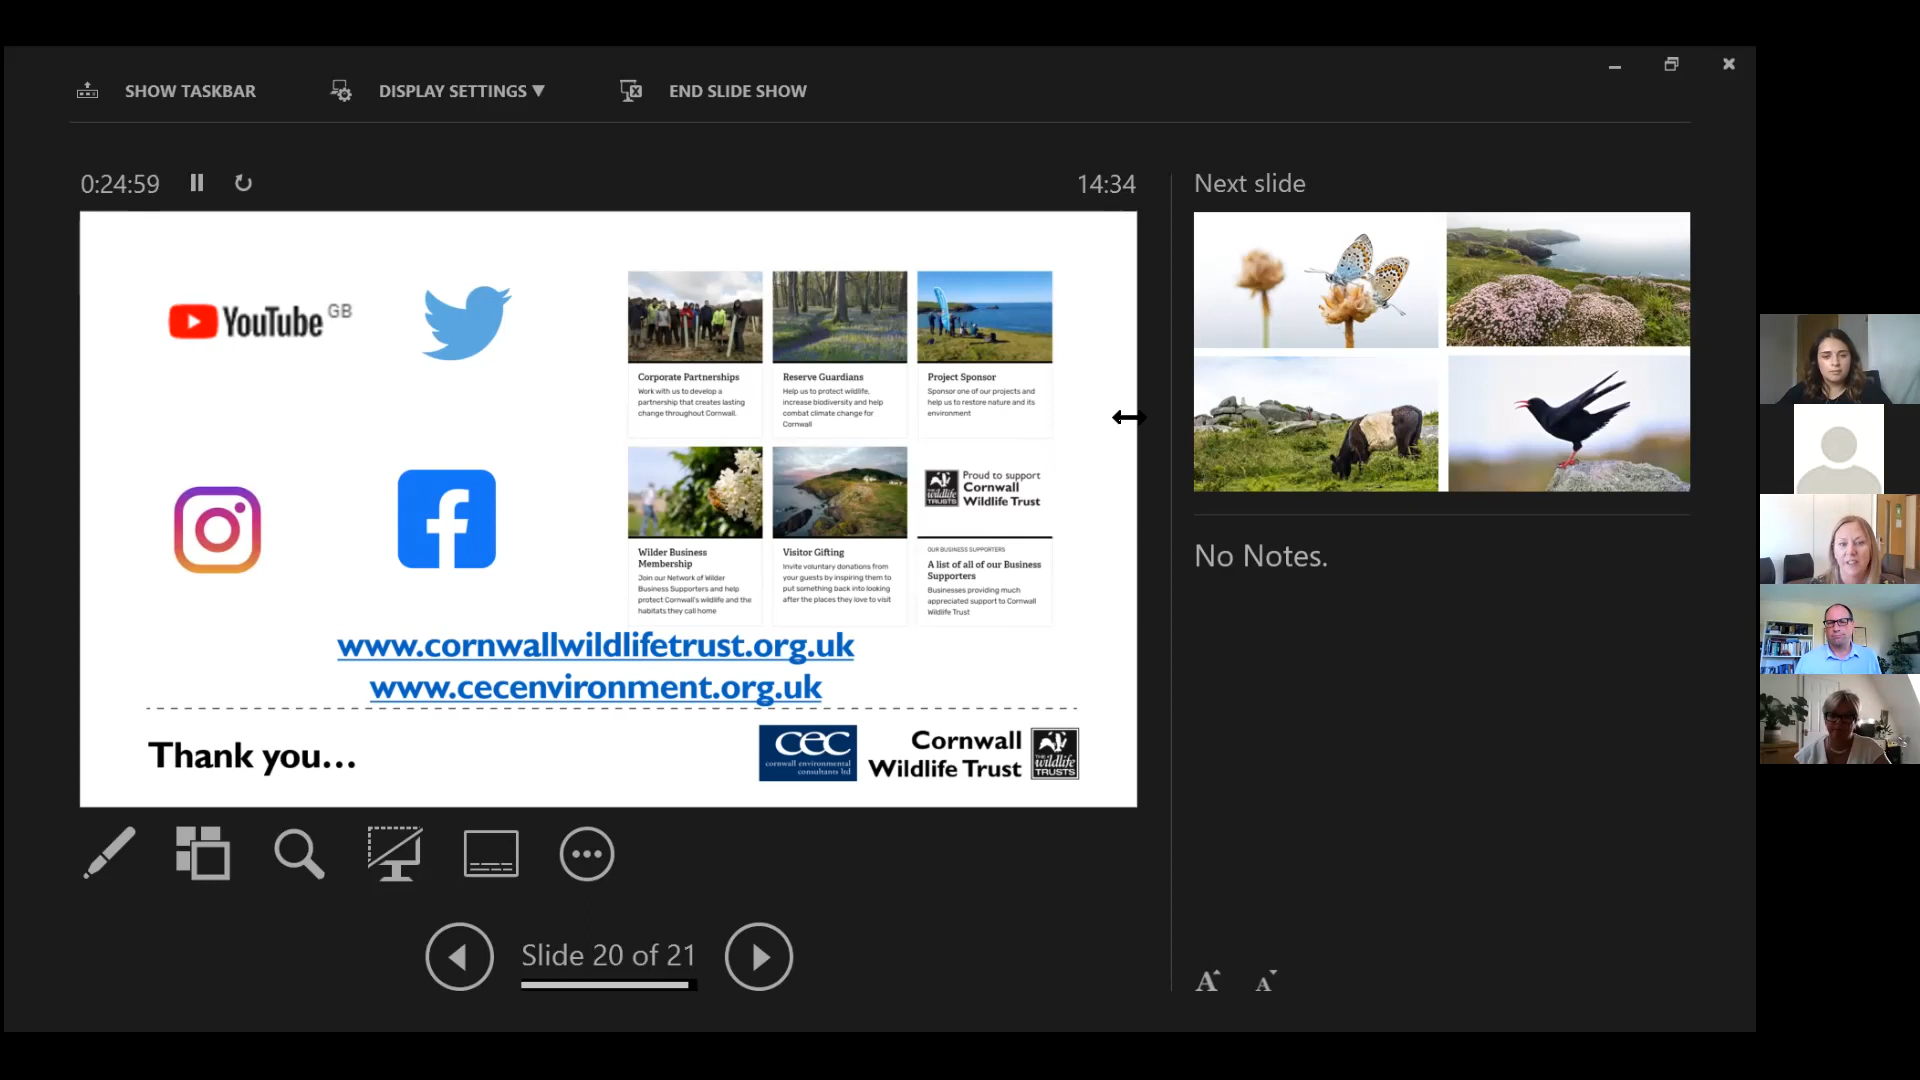 SHOW TASKBAR
DISPLAY SETTINGS ▼
END SLIDE SHOW
0:24:59
14:34
Next slide
YouTube GB
Corporate Partnerships
Work with us to develop a
partnership that creates lasting
change throughout Cornwall.
Reserve Guardians
Help us to protect wildlife,
increase biodiversity and help
combat climate change for
Cornwall
Project Sponsor
Sponsor one of our projects and
help us to restore nature and its
environment
Wilder Business
Membership
Join our Network of Wilder
Business Supporters and help
protect Cornwall's wildlife and the
habitats they call home
Visitor Gifting
Invite voluntary donations from
your guests by inspiring them to
put something back into looking
after the places they love to visit
THE
wildlife
TRUSTS
Proud to support
Cornwall
Wildlife Trust
OUR BUSINESS SUPPORTERS
A list of all of our Business
Supporters
Businesses providing much
appreciated support to Cornwall
Wildlife Trust
www.cornwallwildlifetrust.org.uk
www.cecenvironment.org.uk
Thank you...
cec
cornwall environmental
consultants ltd
Cornwall
Wildlife Trust
THE
wildlife
TRUSTS
No Notes.
Slide 20 of 21
A
A